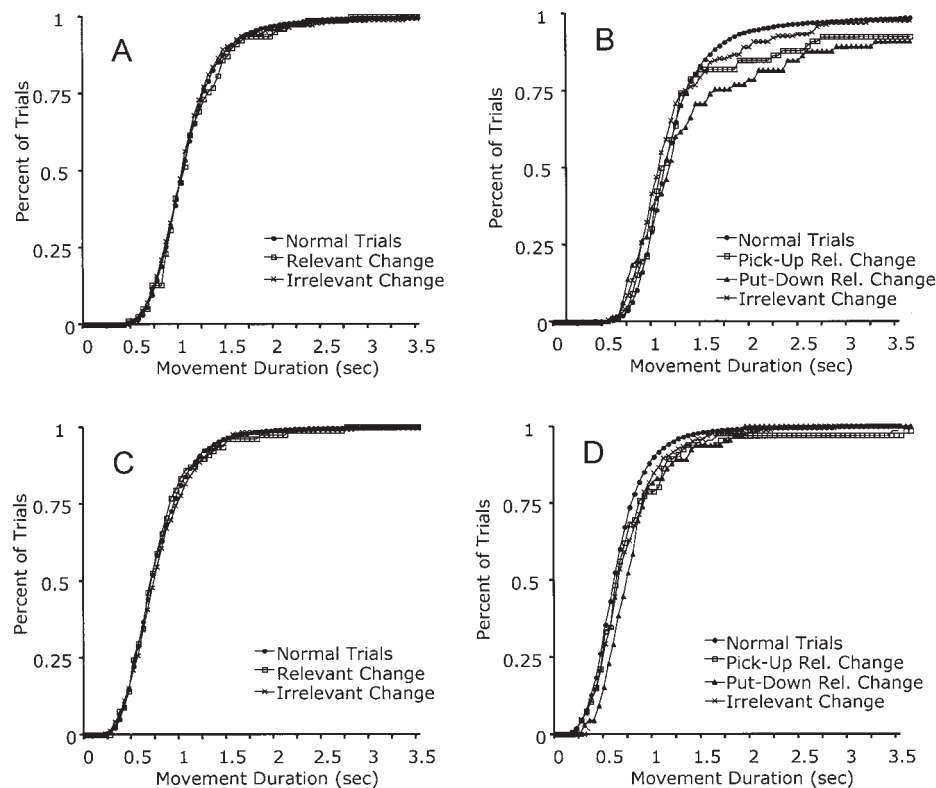 A
Percent of Trials
1
0.75
0.5
0.25
0
Normal Trials
Relevant Change
Irrelevant Change
0 0.5 1 1.5 2 2.5 3 3.5
Movement Duration (sec)
B
Percent of Trials
1
0.75
0.5
0.25
0
Normal Trials
Pick-Up Rel. Change
Put-Down Rel. Change
Irrelevant Change
0 0.5 1 1.5 2 2.5 3 3.5
Movement Duration (sec)
C
Percent of Trials
1
0.75
0.5
0.25
0
Normal Trials
Relevant Change
Irrelevant Change
0 0.5 1 1.5 2 2.5 3 3.5
Movement Duration (sec)
D
Percent of Trials
1
0.75
0.5
0.25
0
Normal Trials
Pick-Up Rel. Change
Put-Down Rel. Change
Irrelevant Change
0 0.5 1 1.5 2 2.5 3 3.5
Movement Duration (sec)